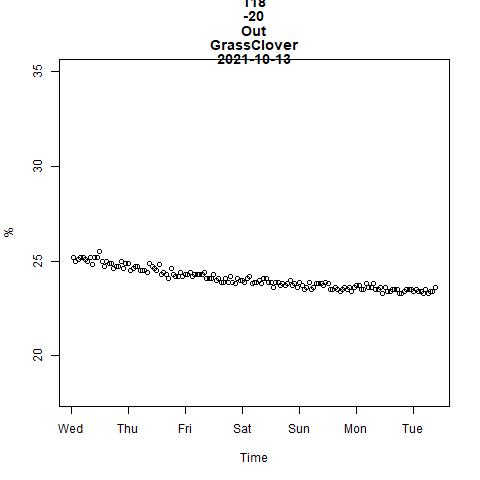 T18
-20
Out
GrassClover
2021-10-13
35
30
25
20
%
Wed Thu Fri Sat Sun Mon Tue
Time